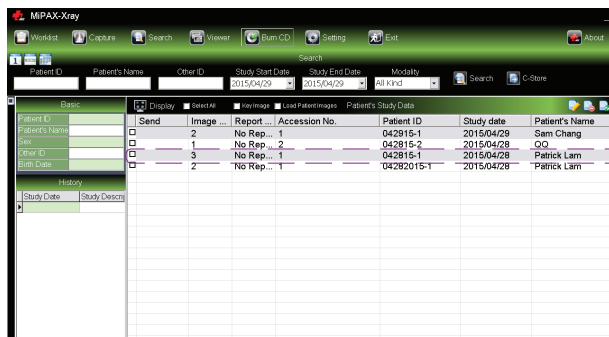 MiPAX-Xray
Worklist Capture Search Viewer Burn CD Setting Exit About
Search
Patient ID Patient's Name Other ID Study Start Date Study End Date Modality
2015/04/29 2015/04/29 All Kind Search C-Store
Basic Display Select All Key Image Load Patient Images Patient's Study Data
Patient ID
Patient's Name
Sex
Other ID
Birth Date
History
Study Date Study Descrip
Send Image ... Report ... Accession No. Patient ID Study date Patient's Name
2 No Rep... 1 042915-1 2015/04/29 Sam Chang
1 No Rep... 2 042815-2 2015/04/28 QQ
3 No Rep... 1 042815-1 2015/04/28 Patrick Lam
2 No Rep... 1 04282015-1 2015/04/28 Patrick Lam